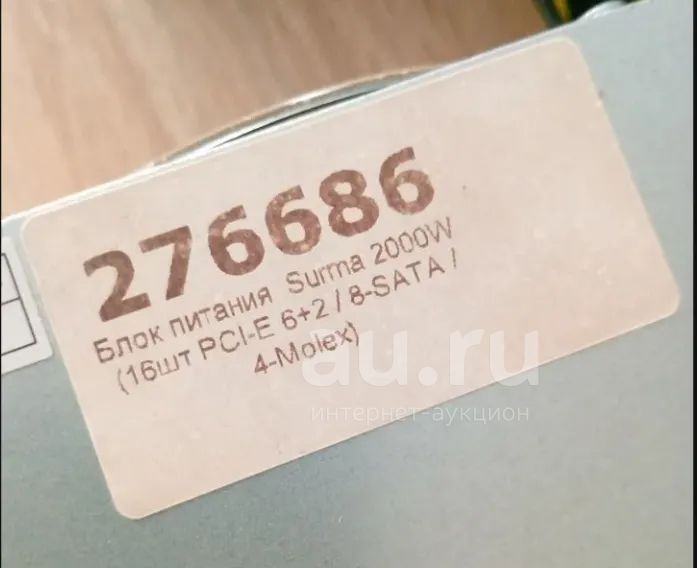 276686
Блок питания Surma 2000W
(16шт PCI-E 6+2 / 8-SATA /
4-Molex)
au.ru
интернет-аукцион